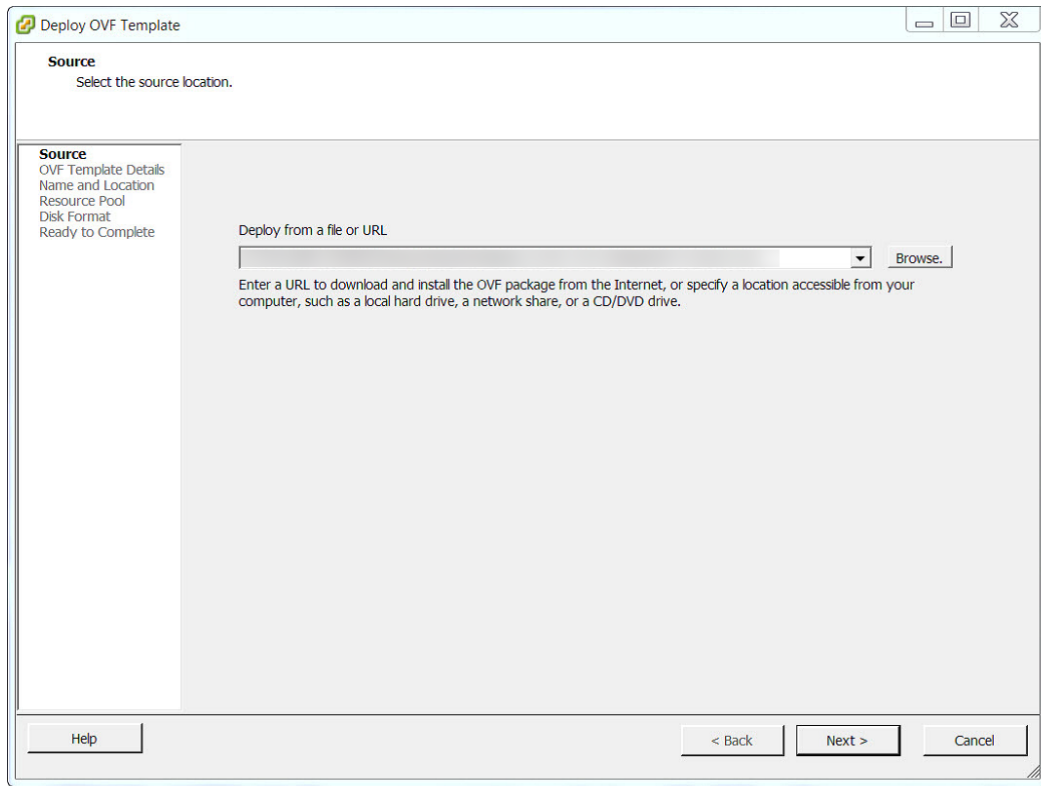 Deploy OVF Template
Source
Select the source location.
Source
OVF Template Details
Name and Location
Resource Pool
Disk Format
Ready to Complete
Deploy from a file or URL
Browse.
Enter a URL to download and install the OVF package from the Internet, or specify a location accessible from your
computer, such as a local hard drive, a network share, or a CD/DVD drive.
Help
< Back
Next >
Cancel